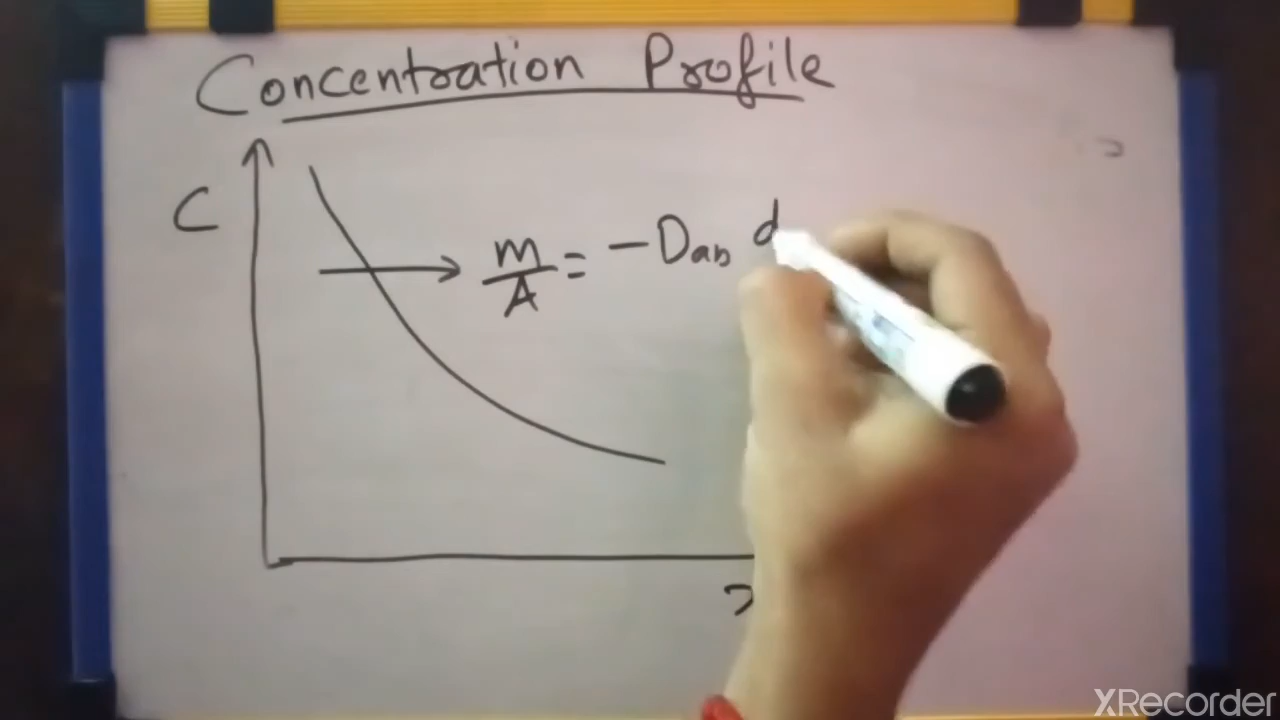 Concentration Profile
C
m/A = -Dab d
XRecorder